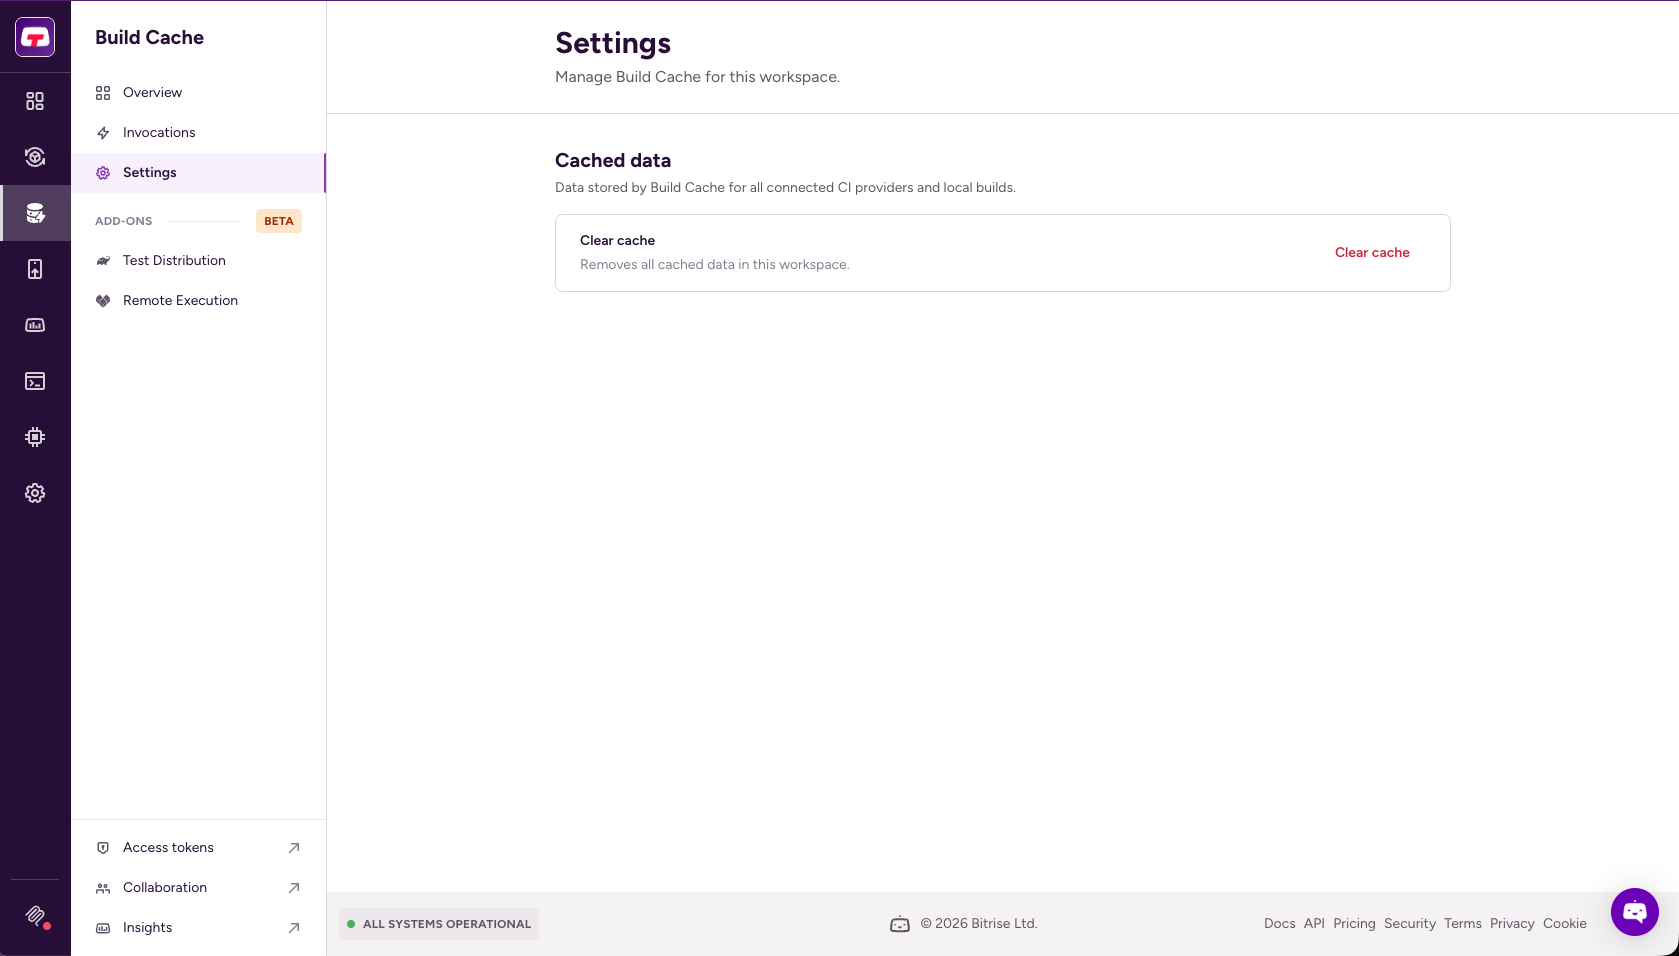 Build Cache
Overview
Invocations
Settings
ADD-ONS
BETA
Test Distribution
Remote Execution
Access tokens
Collaboration
Insights
Settings
Manage Build Cache for this workspace.
Cached data
Data stored by Build Cache for all connected CI providers and local builds.
Clear cache
Removes all cached data in this workspace.
Clear cache
ALL SYSTEMS OPERATIONAL
© 2026 Bitrise Ltd.
Docs API Pricing Security Terms Privacy Cookie